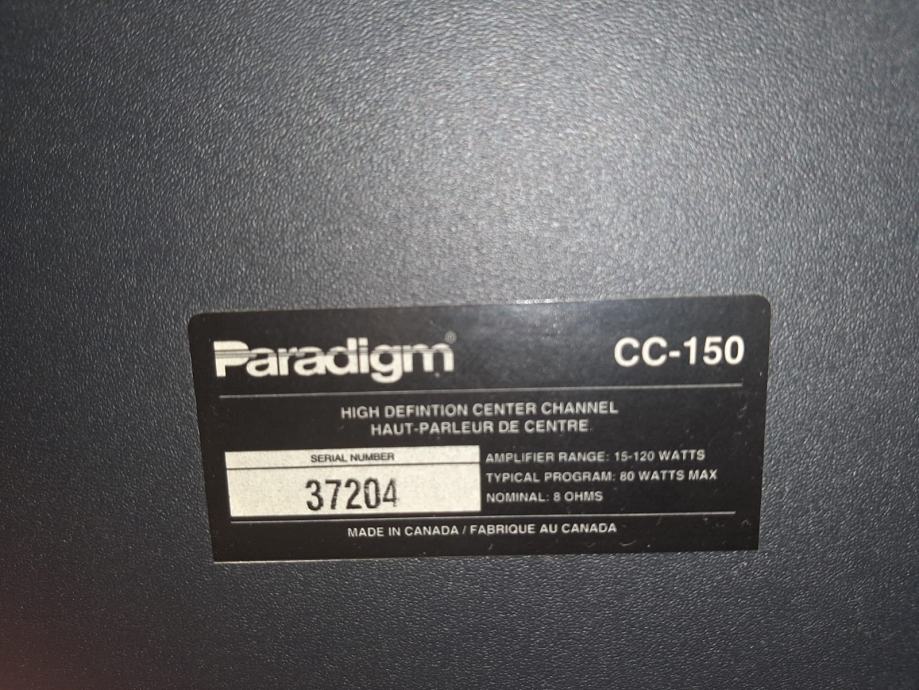 Paradigm®
CC-150
HIGH DEFINTION CENTER CHANNEL
HAUT-PARLEUR DE CENTRE
SERIAL NUMBER
37204
AMPLIFIER RANGE: 15-120 WATTS
TYPICAL PROGRAM: 80 WATTS MAX
NOMINAL: 8 OHMS
MADE IN CANADA / FABRIQUE AU CANADA